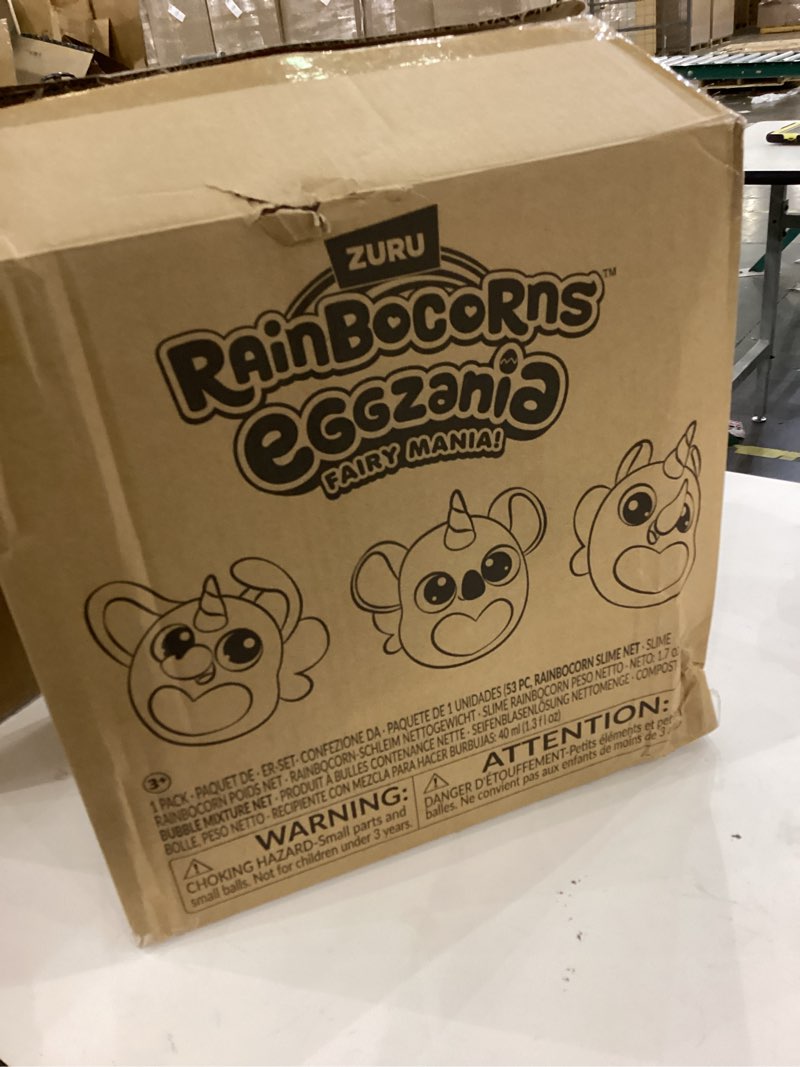 ZURU
RAINBOCORNS™
eGGzania
FAIRY MANIA!
3+
1 PACK · PAQUET DE · ER-SET · CONFEZIONE DA · PAQUETE DE 1 UNIDADES (53 PC, RAINBOCORN SLIME NET · SLIME
RAINBOCORN POIDS NET · RAINBOCORN-SCHLEIM NETTOGEWICHT · SLIME RAINBOCORN PESO NETTO · NETO: 1.7
BUBBLE MIXTURE NET · PRODUIT À BULLES CONTENANCE NETTE · SEIFENBLASENLÖSUNG NETTOMENGE ·
BOLLE, PESO NETTO · RECIPIENTE CON MEZCLA PARA HACER BURBUJAS: 40 ml (1.3 fl oz)
WARNING:
CHOKING HAZARD-Small parts and
small balls. Not for children under 3 years.
ATTENTION:
DANGER D'ÉTOUFFEMENT-Petits éléments et
balles. Ne convient pas aux enfants de moins de 3